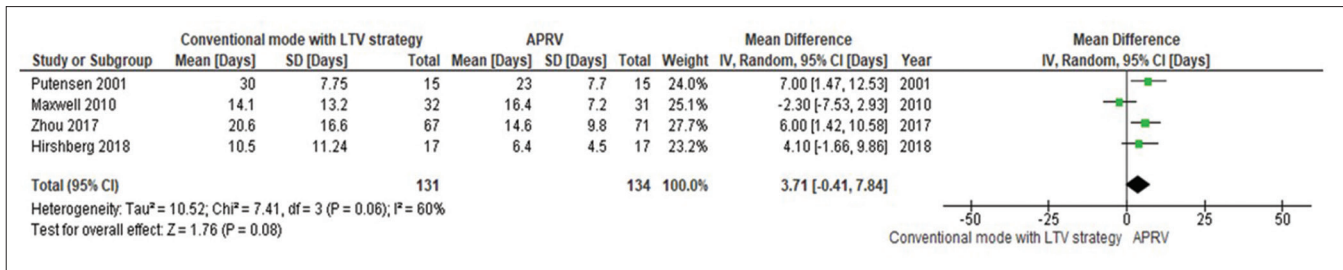 Conventional mode with LTV strategy APRV Mean Difference Mean Difference
Study or Subgroup Mean [Days] SD [Days] Total Mean [Days] SD [Days] Total Weight IV, Random, 95% CI [Days] Year IV, Random, 95% CI [Days]
Putensen 2001 30 7.75 15 23 7.7 15 24.0% 7.00 [1.47, 12.53] 2001
Maxwell 2010 14.1 13.2 32 16.4 7.2 31 25.1% -2.30 [-7.53, 2.93] 2010
Zhou 2017 20.6 16.6 67 14.6 9.8 71 27.7% 6.00 [1.42, 10.58] 2017
Hirshberg 2018 10.5 11.24 17 6.4 4.5 17 23.2% 4.10 [-1.66, 9.86] 2018
Total (95% CI) 131 134 100.0% 3.71 [-0.41, 7.84]
Heterogeneity: Tau² = 10.52; Chi² = 7.41, df = 3 (P = 0.06); I² = 60%
Test for overall effect: Z = 1.76 (P = 0.08)
-50 -25 0 25 50
Conventional mode with LTV strategy APRV